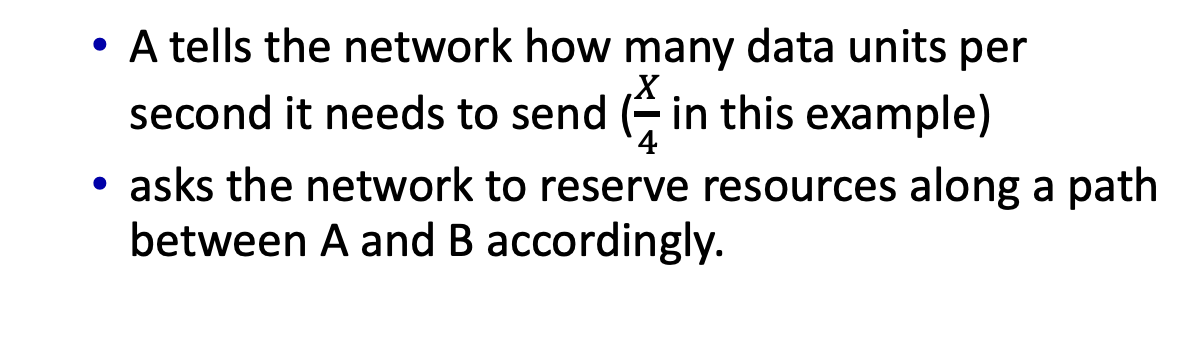 • A tells the network how many data units per
second it needs to send (X/4 in this example)
• asks the network to reserve resources along a path
between A and B accordingly.